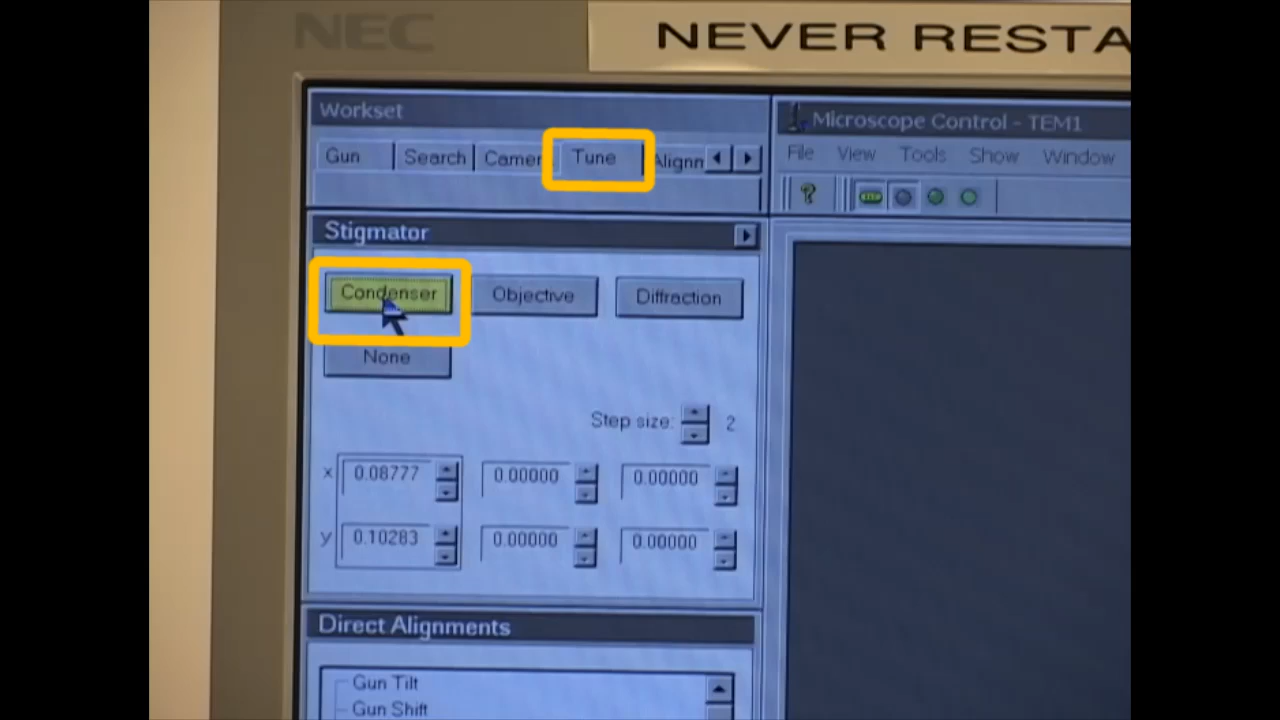 NEC
NEVER RESTA
Workset
Gun Search Camer Tune Alignn
Microscope Control - TEM1
File View Tools Show Window
?
Stigmator
Condenser Objective Diffraction
None
Step size: 2
x 0.08777 0.00000 0.00000
y 0.10283 0.00000 0.00000
Direct Alignments
Gun Tilt
Gun Shift